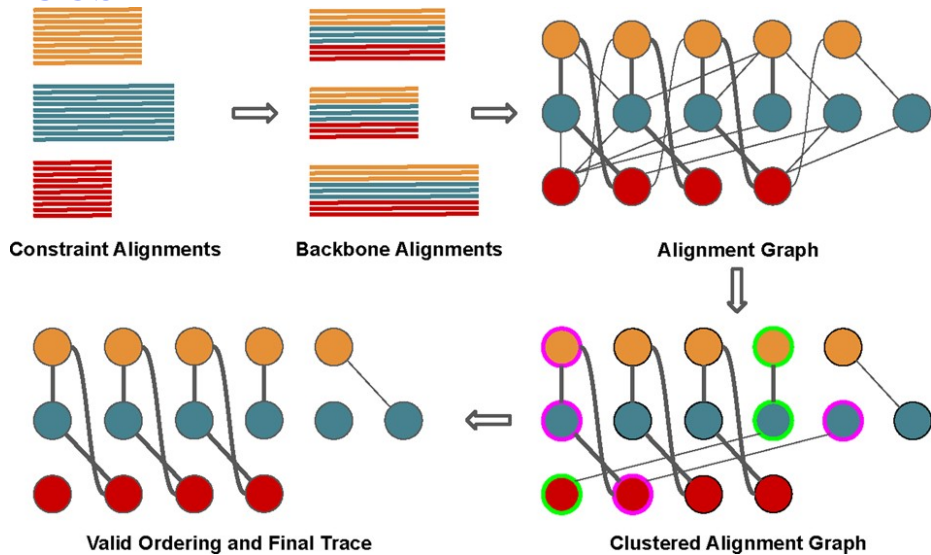 Constraint Alignments
Backbone Alignments
Alignment Graph
Valid Ordering and Final Trace
Clustered Alignment Graph